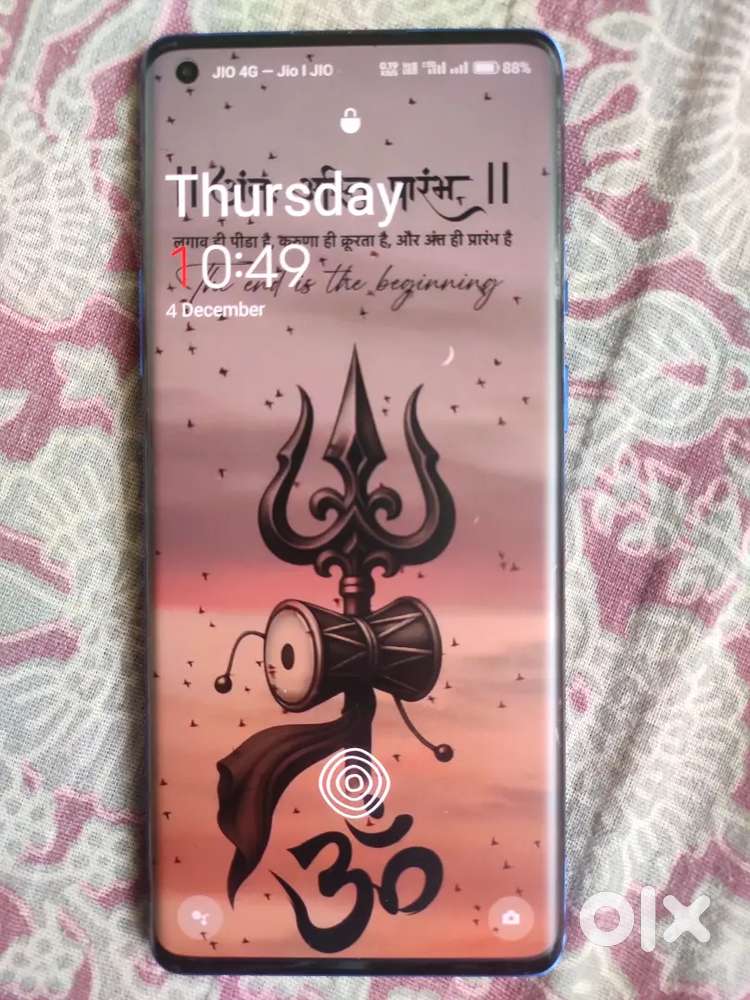 JIO 4G — Jio | JIO
88%
Thursday
|| अंत: अस्ति प्रारंभ: ||
लगाव ही पीडा है, करुणा ही क्रूरता है, और अंत ही प्रारंभ है
10:49
The end is the beginning
4 December
ॐ
olx